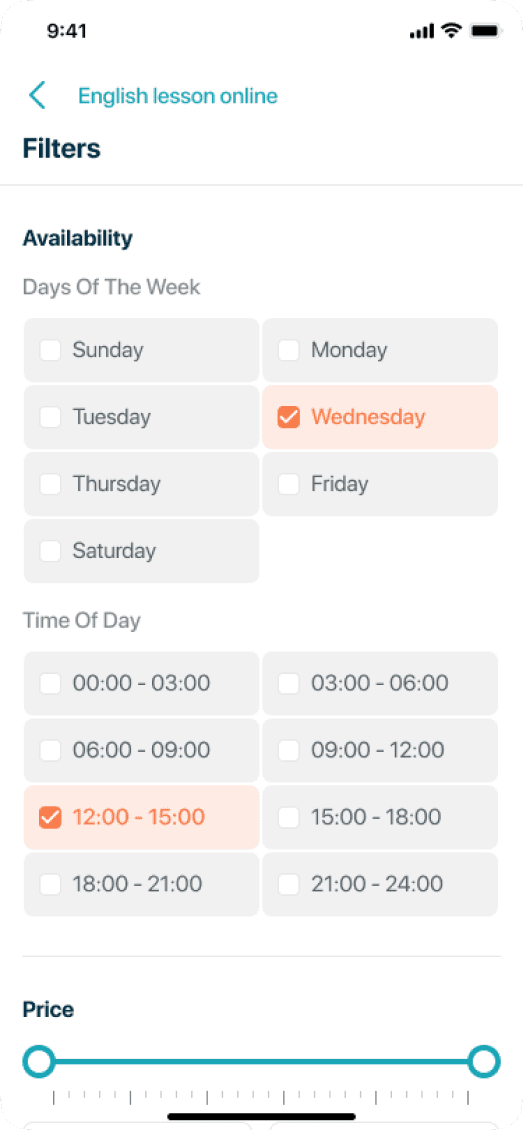 9:41
English lesson online
Filters
Availability
Days Of The Week
Sunday
Monday
Tuesday
Wednesday
Thursday
Friday
Saturday
Time Of Day
00:00 - 03:00
03:00 - 06:00
06:00 - 09:00
09:00 - 12:00
12:00 - 15:00
15:00 - 18:00
18:00 - 21:00
21:00 - 24:00
Price